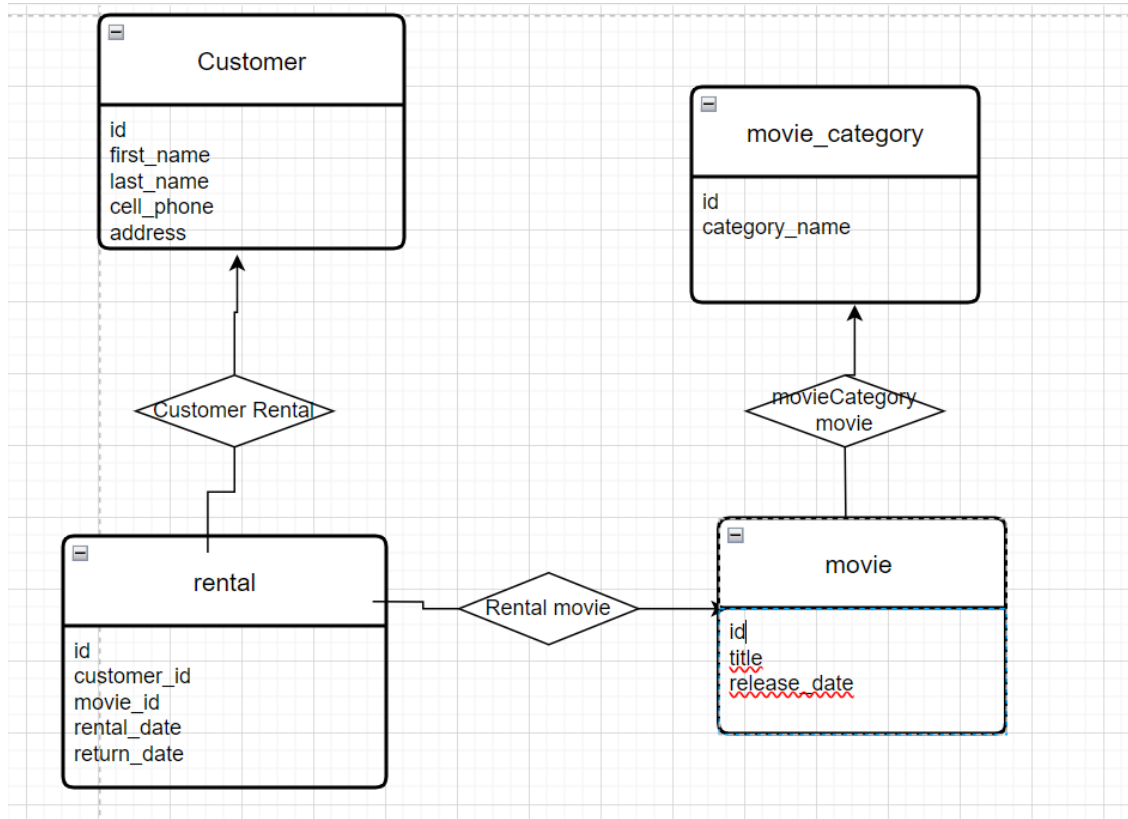 Customer
id
first_name
last_name
cell_phone
address
movie_category
id
category_name
Customer Rental
movieCategory
movie
rental
id
customer_id
movie_id
rental_date
return_date
Rental movie
movie
id
title
release_date